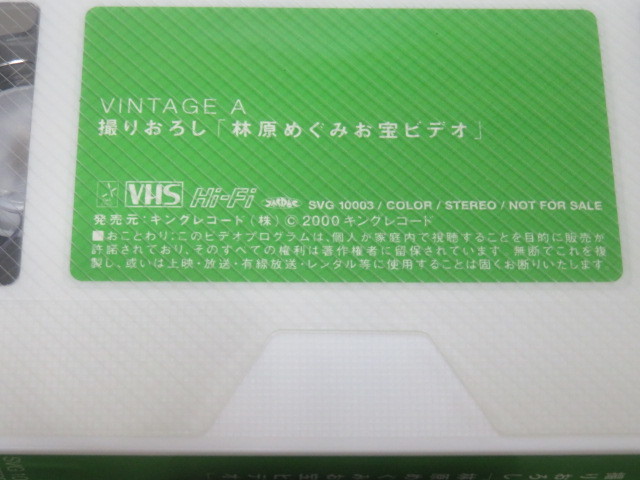 VINTAGE A
撮りおろし「林原めぐみお宝ビデオ」
VHS Hi-Fi SVG 10003 / COLOR / STEREO / NOT FOR SALE
発売元:キングレコード(株)©2000 キングレコード
■おことわり:このビデオプログラムは、個人が家庭内で視聴することを目的に販売が
許諾されており、そのすべての権利は著作権者に留保されています。無断でこれを複
製し、或いは上映・放送・有線放送・レンタル等に使用することは固くお断りいたします